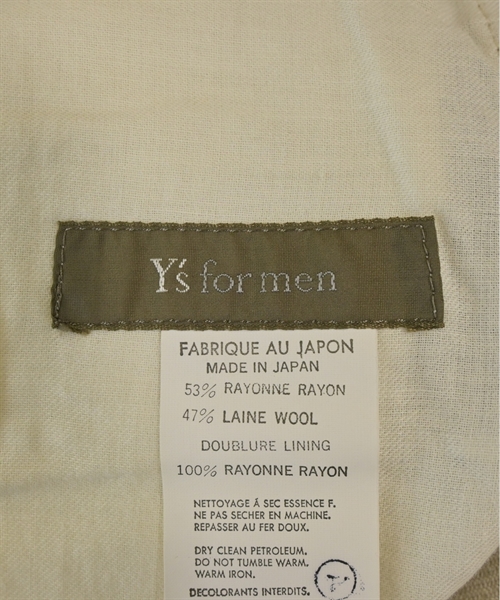 Y's for men
FABRIQUE AU JAPON
MADE IN JAPAN
53% RAYONNE RAYON
47% LAINE WOOL
DOUBLURE LINING
100% RAYONNE RAYON
NETTOYAGE Á SEC ESSENCE F.
NE PAS SECHER EN MACHINE.
REPASSER AU FER DOUX.
DRY CLEAN PETROLEUM.
DO NOT TUMBLE WARM.
WARM IRON.
DECOLORANTS INTERDITS.